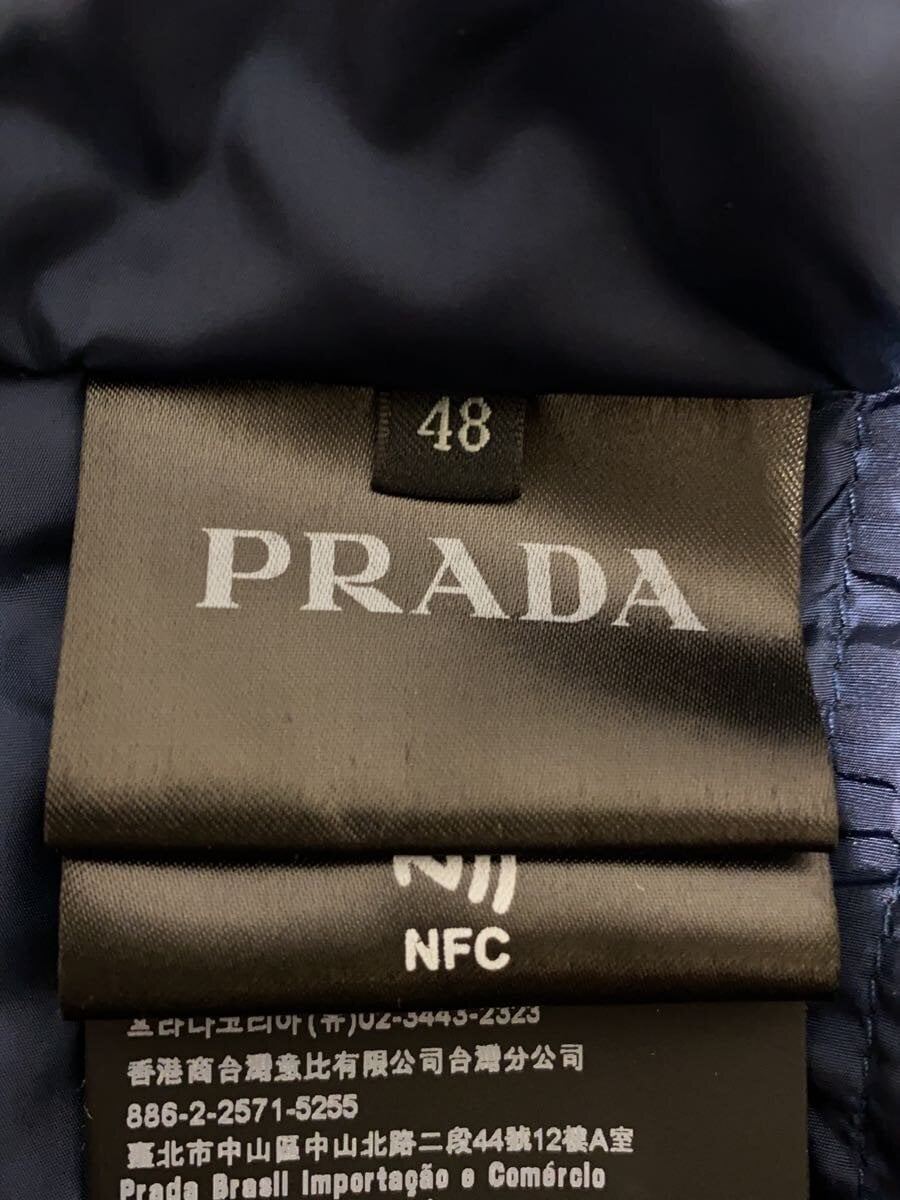 48
PRADA
NFC
프라다코리아(유)02-3443-2323
香港商台灣意比有限公司台灣分公司
886-2-2571-5255
臺北市中山區中山北路二段44號12樓A室
Prada Brasil Importação e Comércio